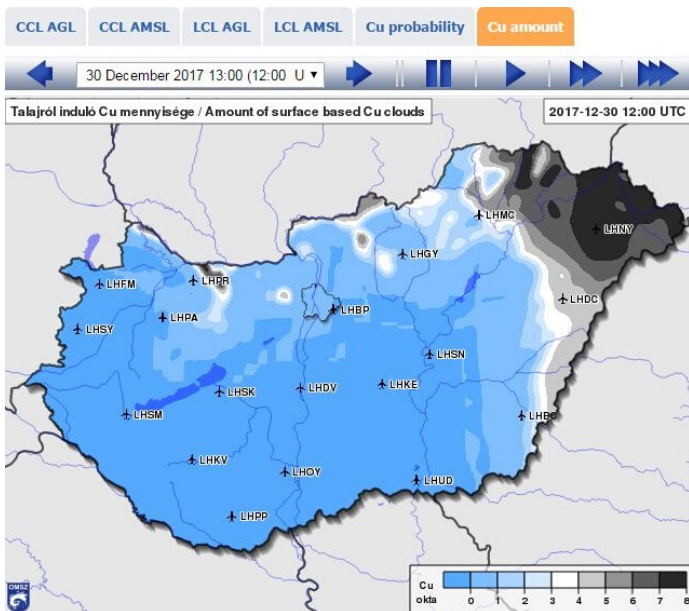 CCL AGL CCL AMSL LCL AGL LCL AMSL Cu probability Cu amount
30 December 2017 13:00 (12:00 U
Talajról induló Cu mennyisége / Amount of surface based Cu clouds 2017-12-30 12:00 UTC
LHMC
LHNY
LHGY
LHFM LHPR
LHDC
LHPA LHBP
LHSY
LHSN
LHSK LHDV LHKE
LHSM LHBC
LHKV
LHOY LHUD
LHPP
Cu
okta 0 1 2 3 4 5 6 7 8
OMSZ